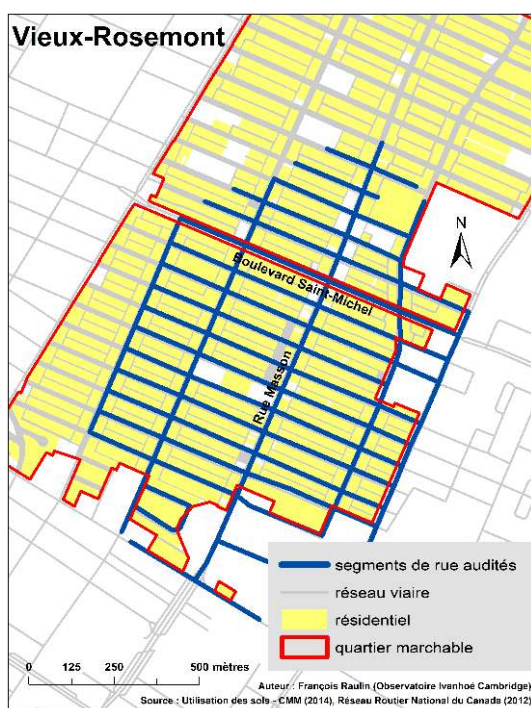 Vieux-Rosemont
N
Boulevard Saint-Michel
Rue Masson
segments de rue audités
réseau viaire
résidentiel
quartier marchable
0 125 250 500 mètres
Auteur : François Raulin (Observatoire Ivanhoé Cambridge)
Source : Utilisation des sols - CMM (2014), Réseau Routier National du Canada (2012)